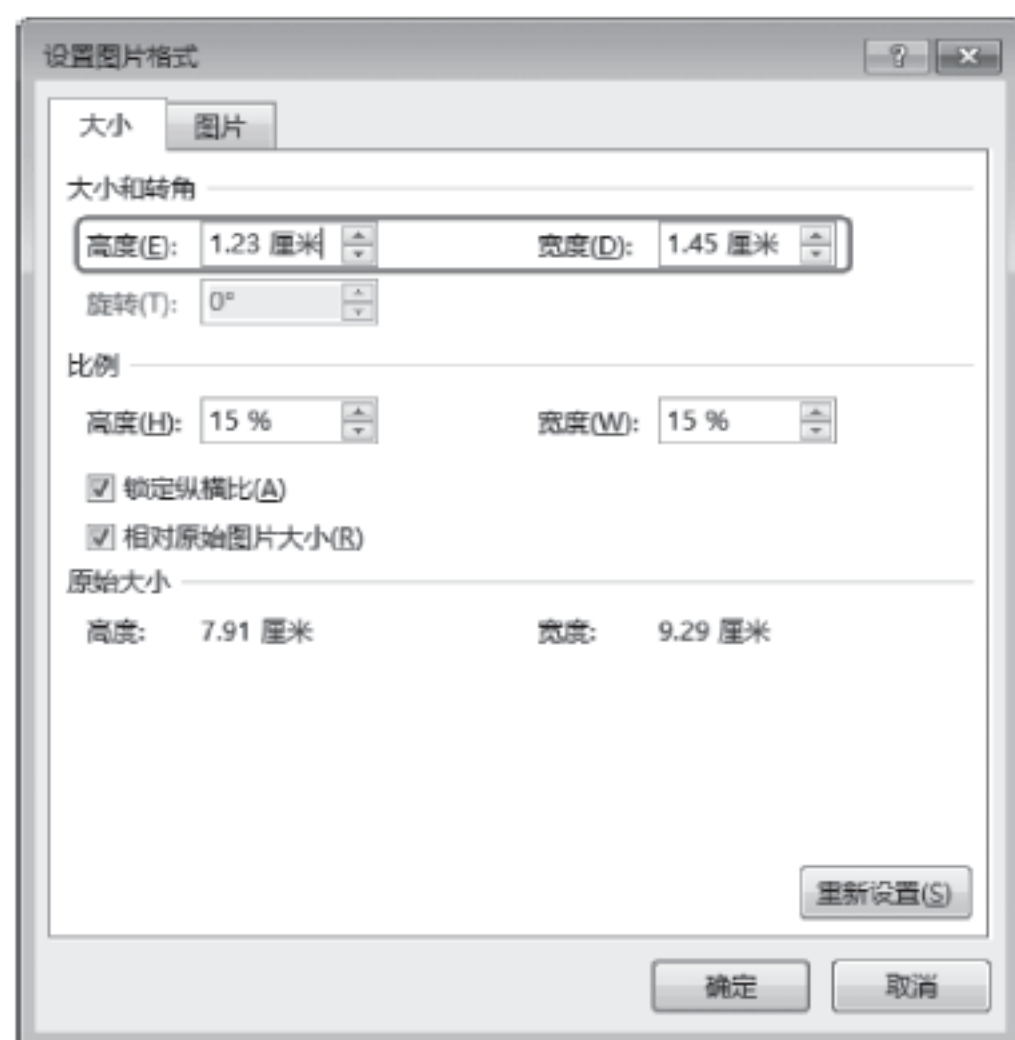 设置图片格式
大小 图片
大小和转角
高度(E): 1.23 厘米 宽度(D): 1.45 厘米
旋转(T): 0°
比例
高度(H): 15 % 宽度(W): 15 %
锁定纵横比(A)
相对原始图片大小(R)
原始大小
高度: 7.91 厘米 宽度: 9.29 厘米
重新设置(S)
确定 取消